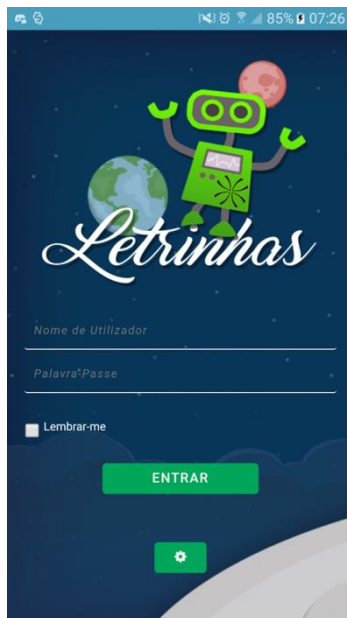 85% 07:26
Letrinhas
Nome de Utilizador
Palavra-Passe
Lembrar-me
ENTRAR